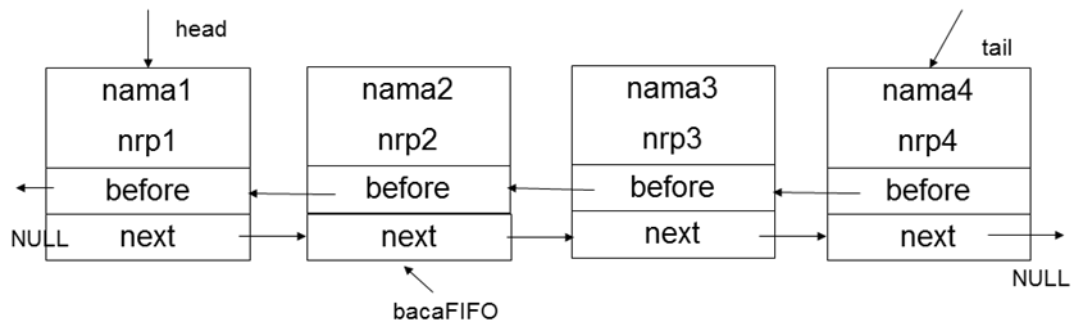 head
tail
nama1 nama2 nama3 nama4
nrp1 nrp2 nrp3 nrp4
before before before before
NULL next next next next
NULL
bacaFIFO